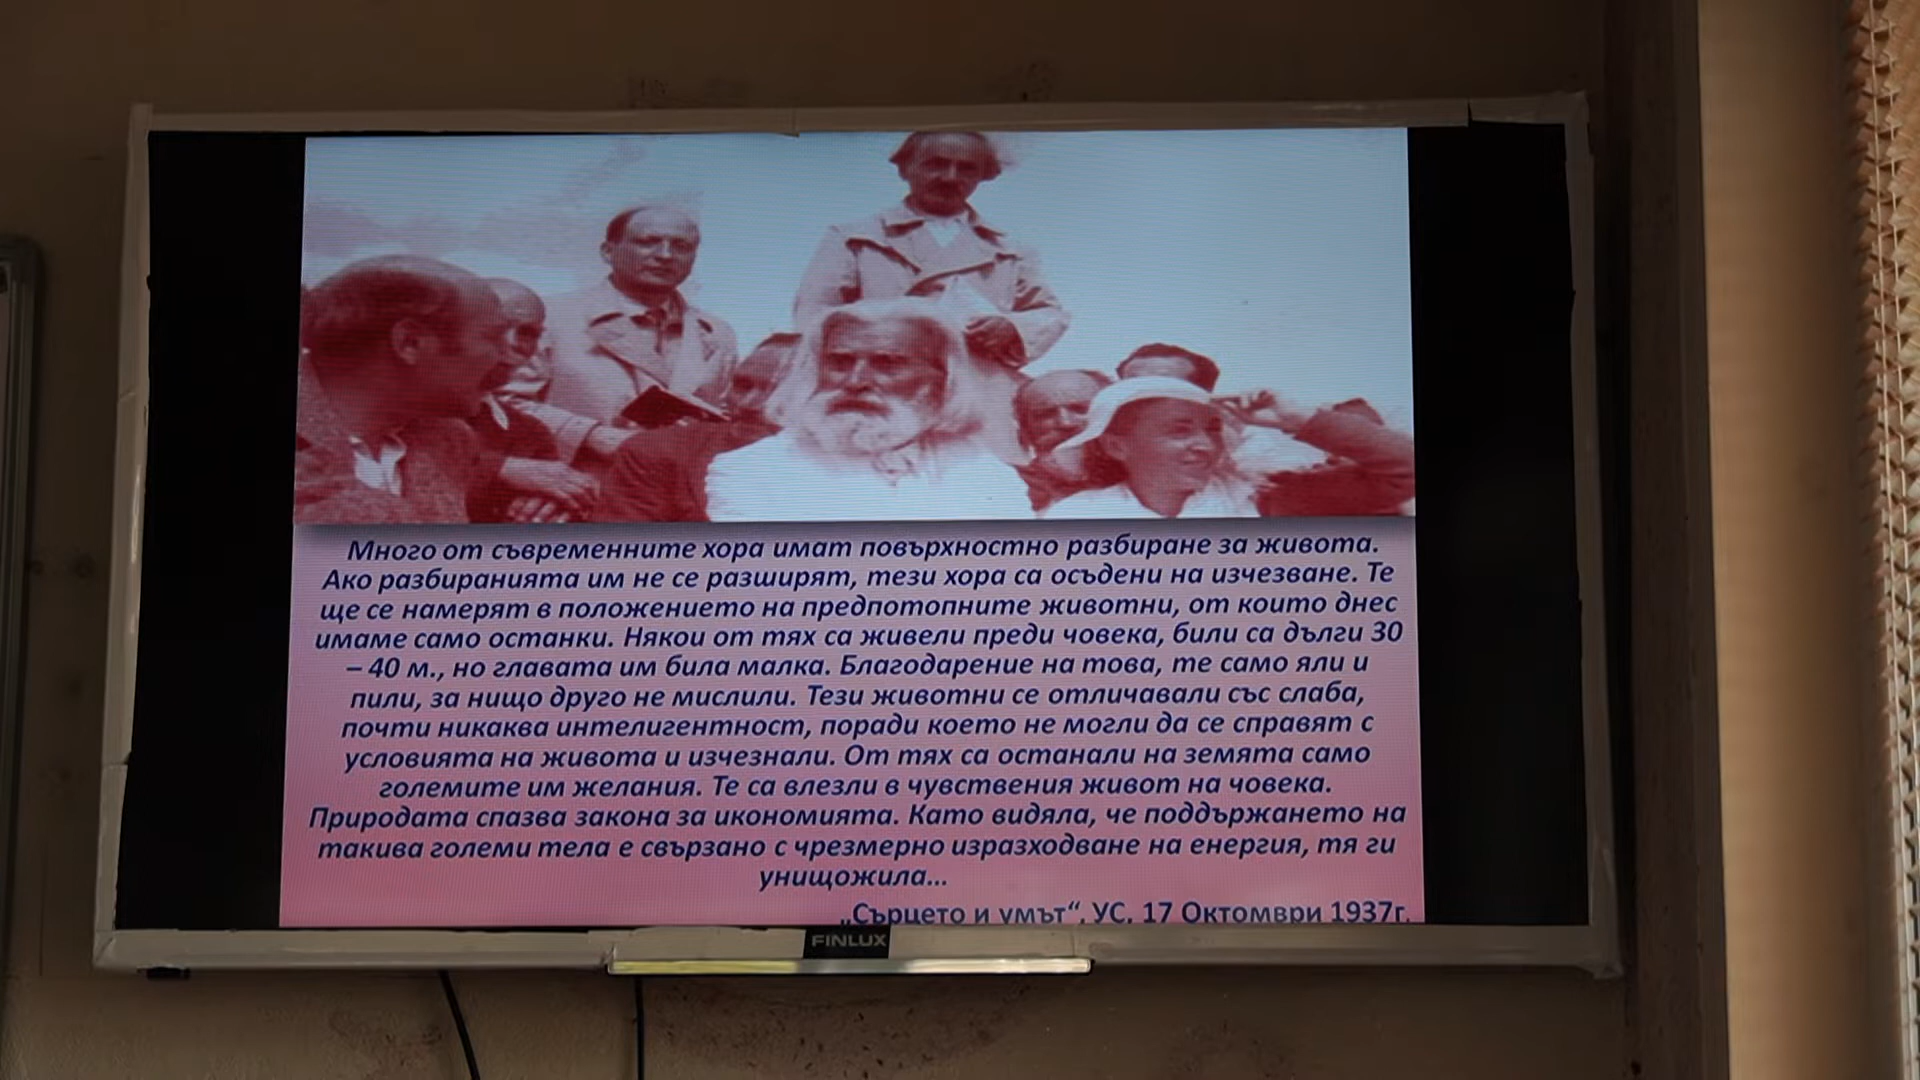 Много от съвременните хора имат повърхностно разбиране за живота.
Ако разбиранията им не се разширят, тези хора са осъдени на изчезване. Те
ще се намерят в положението на предпотопните животни, от които днес
имаме само останки. Някои от тях са живели преди човека, били са дълги 30
– 40 м., но главата им била малка. Благодарение на това, те само яли и
пили, за нищо друго не мислили. Тези животни се отличавали със слаба,
почти никаква интелигентност, поради което не могли да се справят с
условията на живота и изчезнали. От тях са останали на земята само
големите им желания. Те са влезли в чувствения живот на човека.
Природата спазва закона за икономията. Като видяла, че поддържането на
такива големи тела е свързано с чрезмерно изразходване на енергия, тя ги
унищожила...
„Сърцето и умът“, УС, 17 Октомври 1937г.
FINLUX